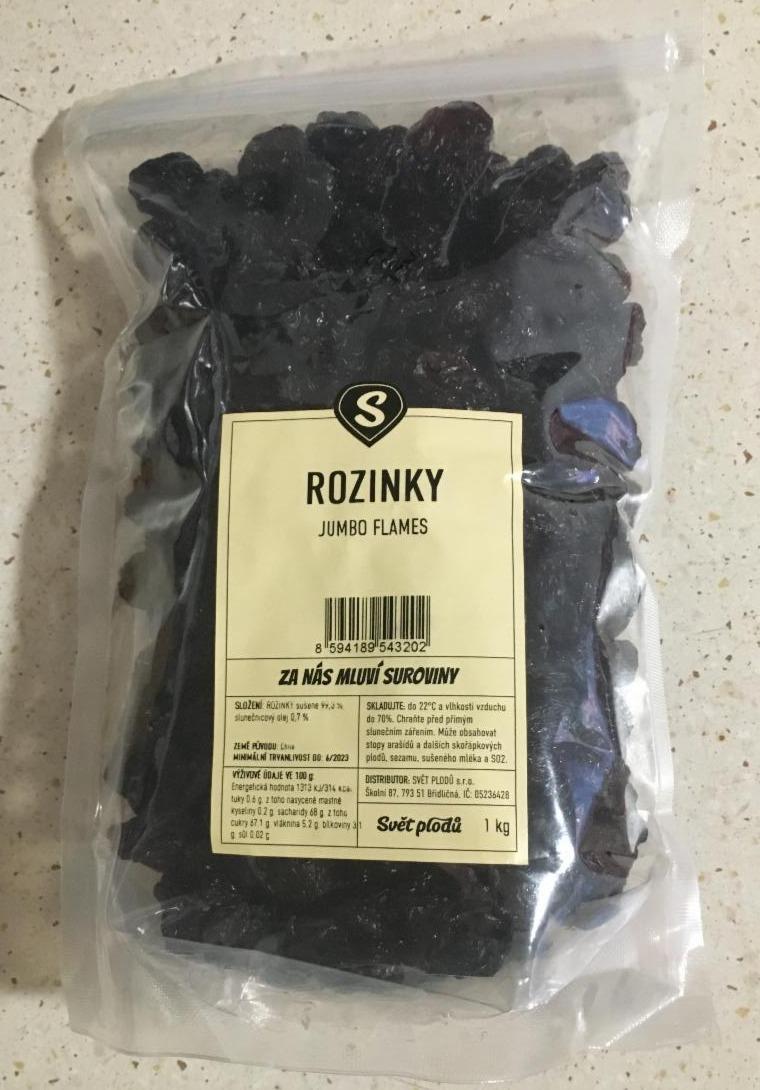 S
ROZINKY
JUMBO FLAMES
8 594189 543202
ZA NÁS MLUVÍ SUROVINY
SLOŽENÍ: ROZINKY sušené 99,3 %,
slunečnicový olej 0,7 %
ZEMĚ PŮVODU: Chile
MINIMÁLNÍ TRVANLIVOST DO: 6/2023
VÝŽIVOVÉ ÚDAJE VE 100 g:
Energetická hodnota 1313 kJ/314 kcal,
tuky 0.6 g, z toho nasycené mastné
kyseliny 0.2 g, sacharidy 68 g, z toho
cukry 67.1 g, vláknina 5.2 g, bílkoviny 3.1
g, sůl 0.02 g
SKLADUJTE: do 22°C a vlhkosti vzduchu
do 70%. Chraňte před přímým
slunečním zářením. Může obsahovat
stopy arašídů a dalších skořápkových
plodů, sezamu, sušeného mléka a SO2.
DISTRIBUTOR: SVĚT PLODŮ s.r.o.
Školní 87, 793 51 Břidličná, IČ: 05236428
Svět plodů 1 kg